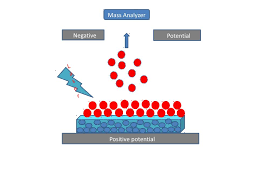 Mass Analyzer
Negative
Potential
Positive potential